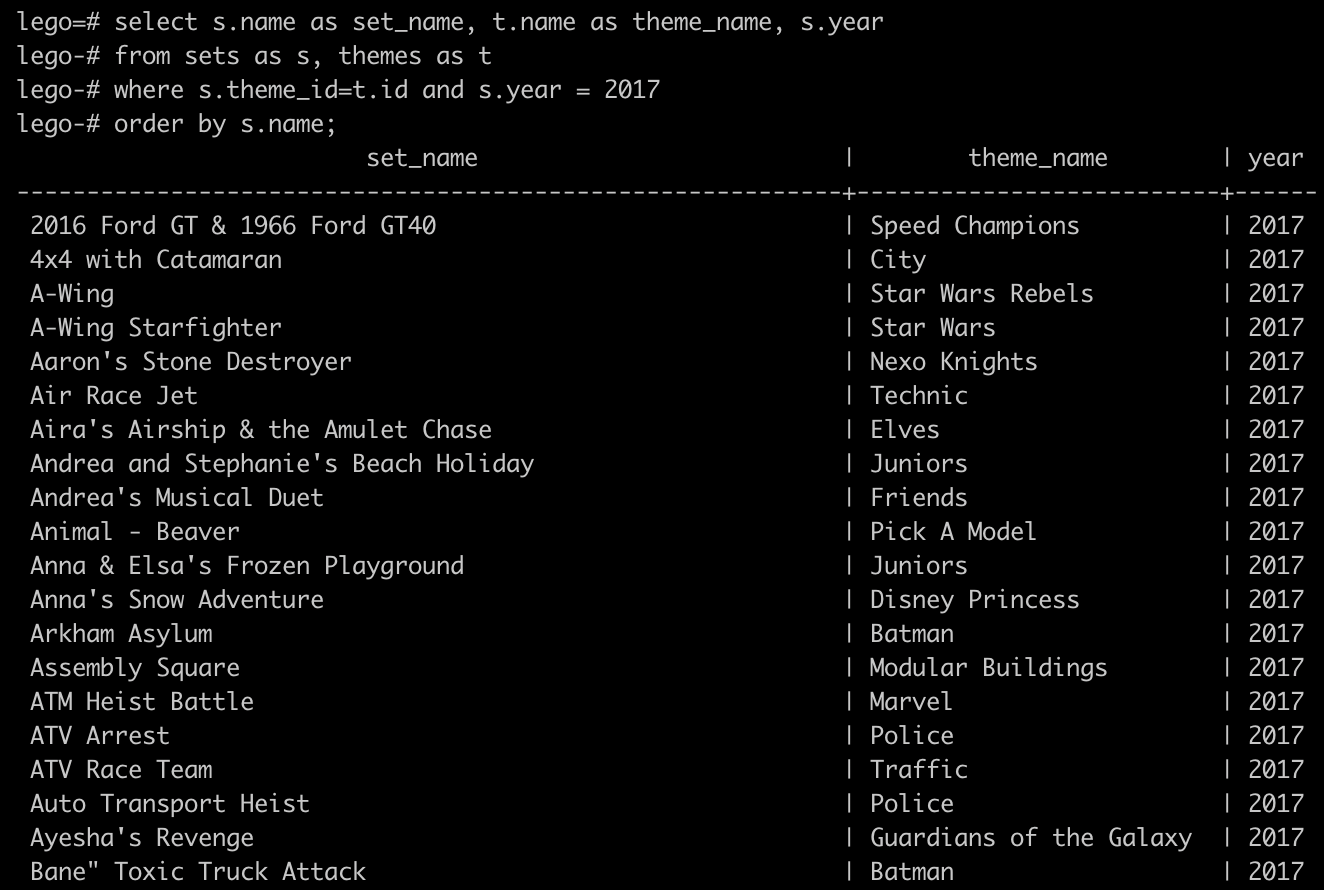 lego=# select s.name as set_name, t.name as theme_name, s.year
lego-# from sets as s, themes as t
lego-# where s.theme_id=t.id and s.year = 2017
lego-# order by s.name;
set_name | theme_name | year
-----------------------------------------------------------+--------------------------+------
2016 Ford GT & 1966 Ford GT40 | Speed Champions | 2017
4x4 with Catamaran | City | 2017
A-Wing | Star Wars Rebels | 2017
A-Wing Starfighter | Star Wars | 2017
Aaron's Stone Destroyer | Nexo Knights | 2017
Air Race Jet | Technic | 2017
Aira's Airship & the Amulet Chase | Elves | 2017
Andrea and Stephanie's Beach Holiday | Juniors | 2017
Andrea's Musical Duet | Friends | 2017
Animal - Beaver | Pick A Model | 2017
Anna & Elsa's Frozen Playground | Juniors | 2017
Anna's Snow Adventure | Disney Princess | 2017
Arkham Asylum | Batman | 2017
Assembly Square | Modular Buildings | 2017
ATM Heist Battle | Marvel | 2017
ATV Arrest | Police | 2017
ATV Race Team | Traffic | 2017
Auto Transport Heist | Police | 2017
Ayesha's Revenge | Guardians of the Galaxy | 2017
Bane" Toxic Truck Attack | Batman | 2017